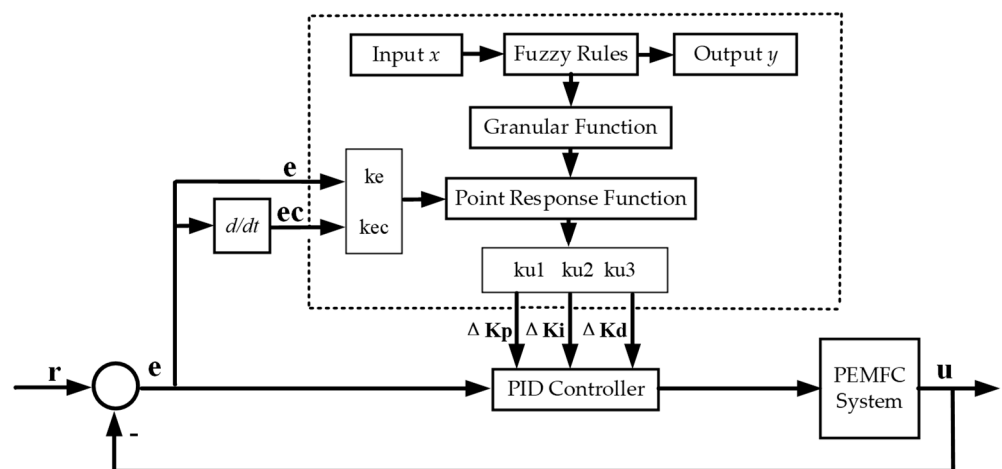 Input x
Fuzzy Rules
Output y
Granular Function
e
ke
Point Response Function
ec
d/dt
kec
ku1 ku2 ku3
Δ Kp Δ Ki Δ Kd
r
e
PID Controller
PEMFC
System
u
-